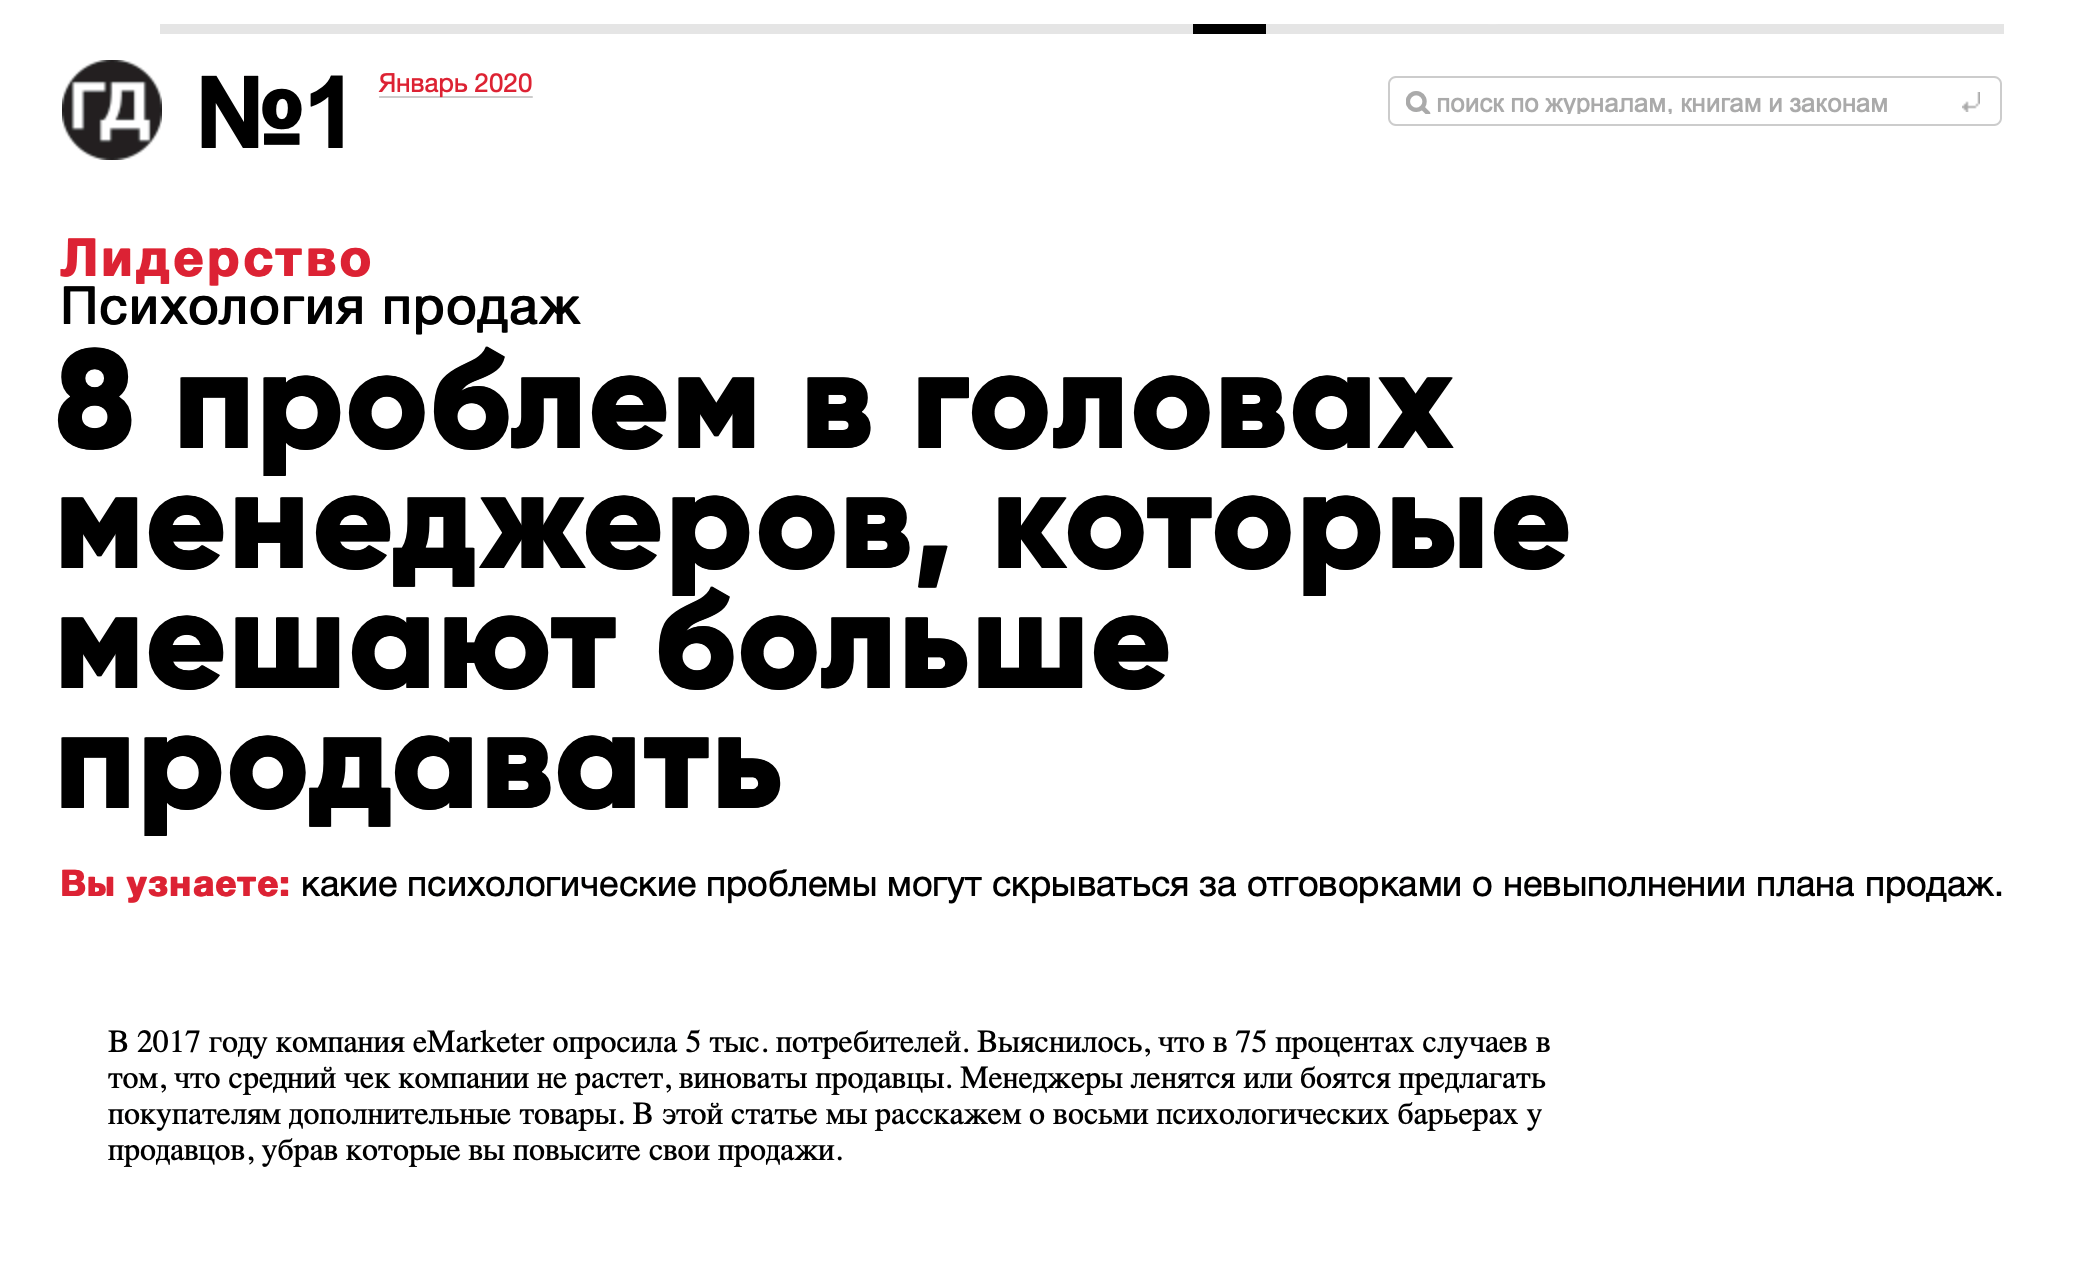 ГД №1 Январь 2020
поиск по журналам, книгам и законам
Лидерство
Психология продаж
8 проблем в головах
менеджеров, которые
мешают больше
продавать
Вы узнаете: какие психологические проблемы могут скрываться за отговорками о невыполнении плана продаж.
В 2017 году компания eMarketer опросила 5 тыс. потребителей. Выяснилось, что в 75 процентах случаев в
том, что средний чек компании не растет, виноваты продавцы. Менеджеры ленятся или боятся предлагать
покупателям дополнительные товары. В этой статье мы расскажем о восьми психологических барьерах у
продавцов, убрав которые вы повысите свои продажи.